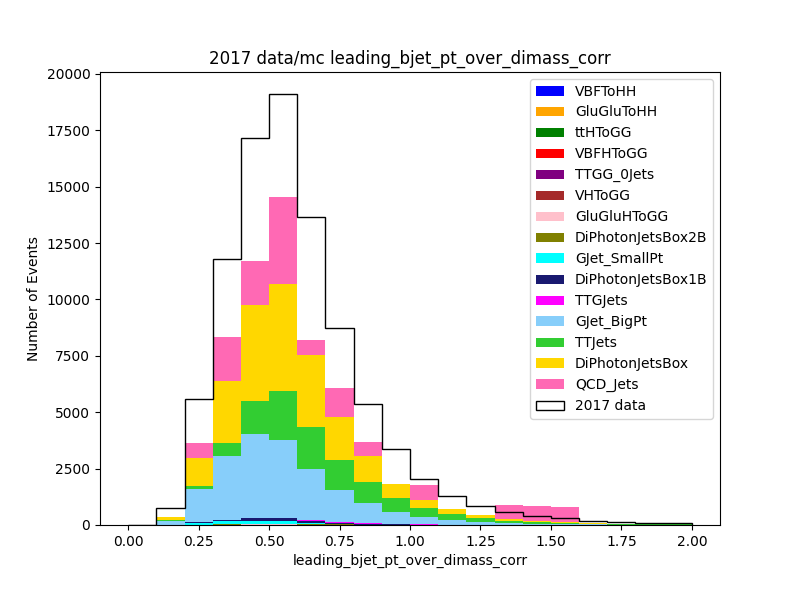 2017 data/mc leading_bjet_pt_over_dimass_corr
20000
17500
15000
12500
10000
7500
5000
2500
0
Number of Events
VBFToHH
GluGluToHH
ttHToGG
VBFHToGG
TTGG_0Jets
VHToGG
GluGluHToGG
DiPhotonJetsBox2B
GJet_SmallPt
DiPhotonJetsBox1B
TTGJets
GJet_BigPt
TTJets
DiPhotonJetsBox
QCD_Jets
2017 data
0.00 0.25 0.50 0.75 1.00 1.25 1.50 1.75 2.00
leading_bjet_pt_over_dimass_corr